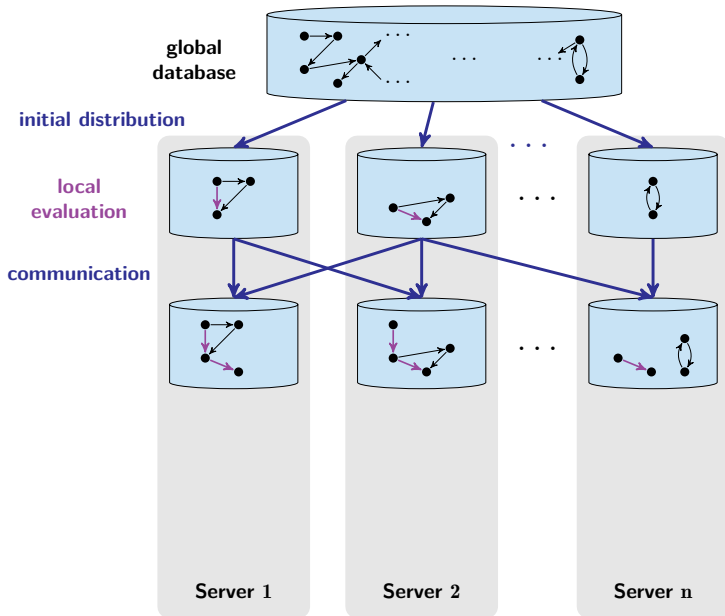 global
database
· · ·
· · ·
· · ·
· · ·
initial distribution
· · ·
local
evaluation
· · ·
communication
· · ·
Server 1
Server 2
Server n